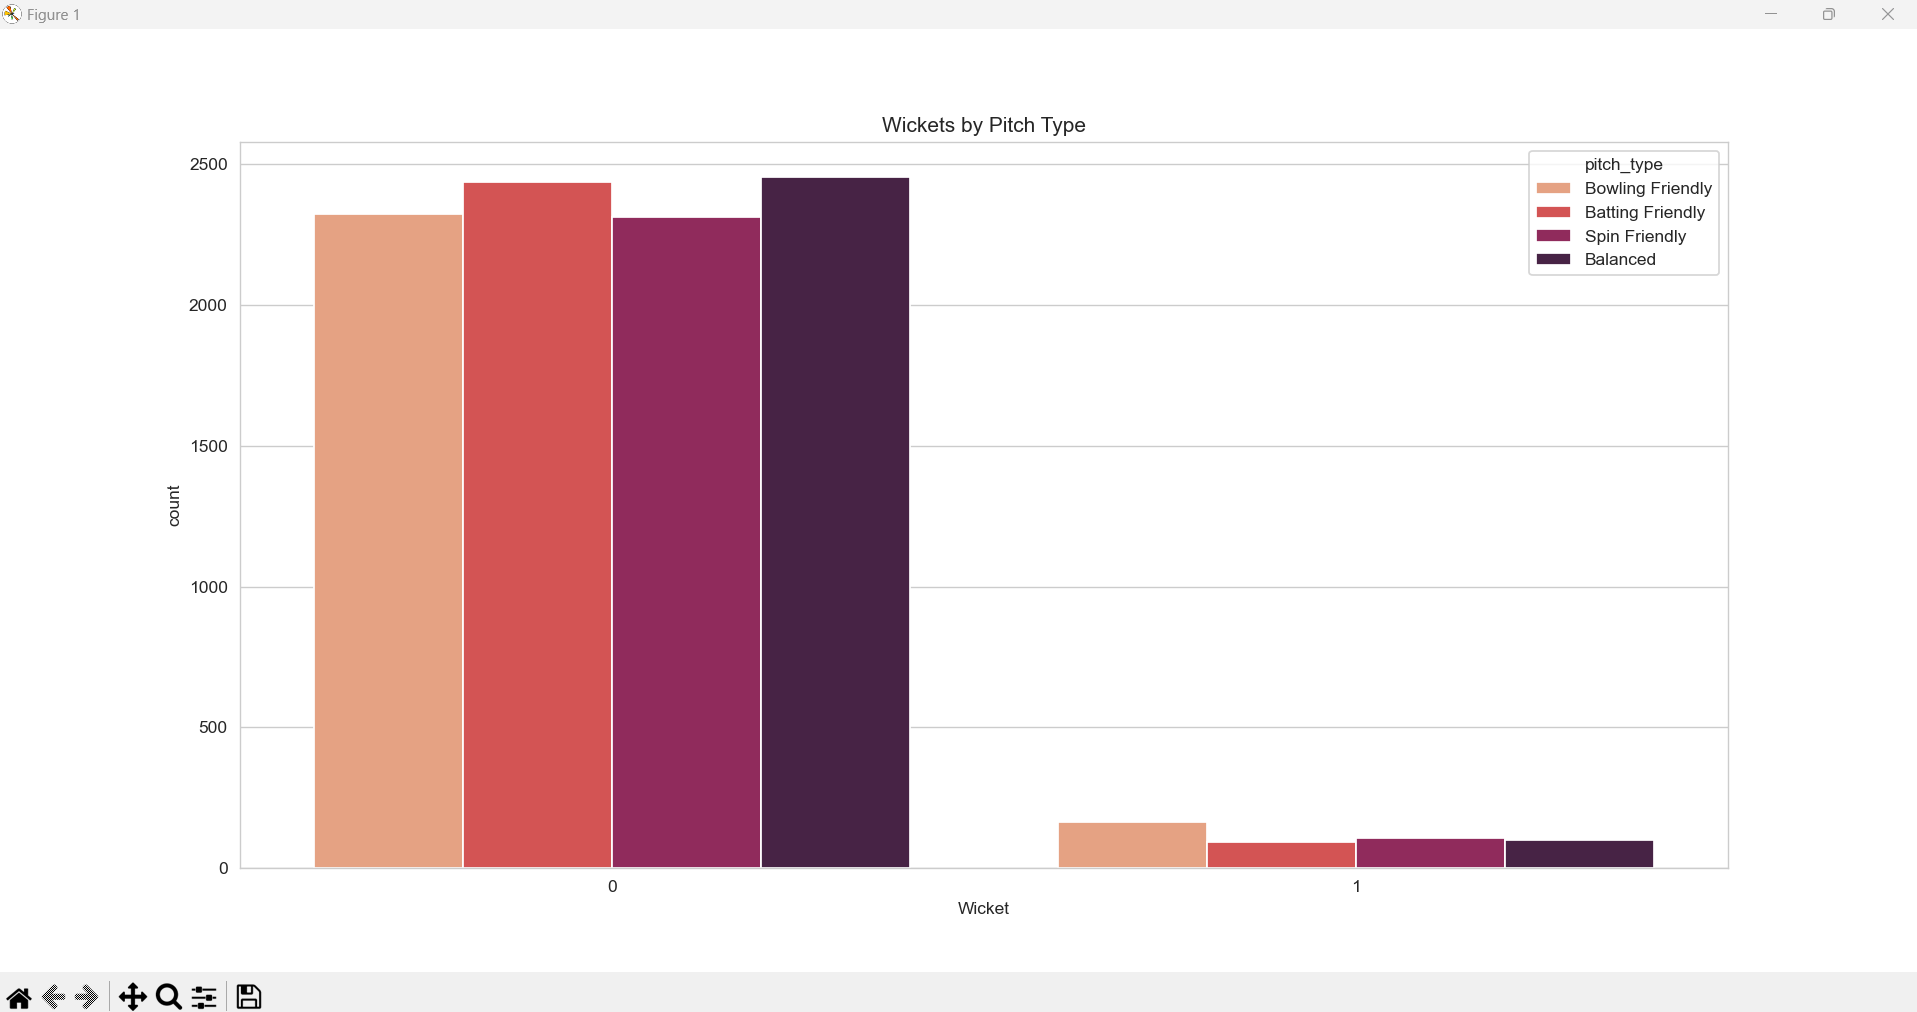 Figure 1
Wickets by Pitch Type
2500
2000
1500
1000
500
0
count
pitch_type
Bowling Friendly
Batting Friendly
Spin Friendly
Balanced
0
1
Wicket